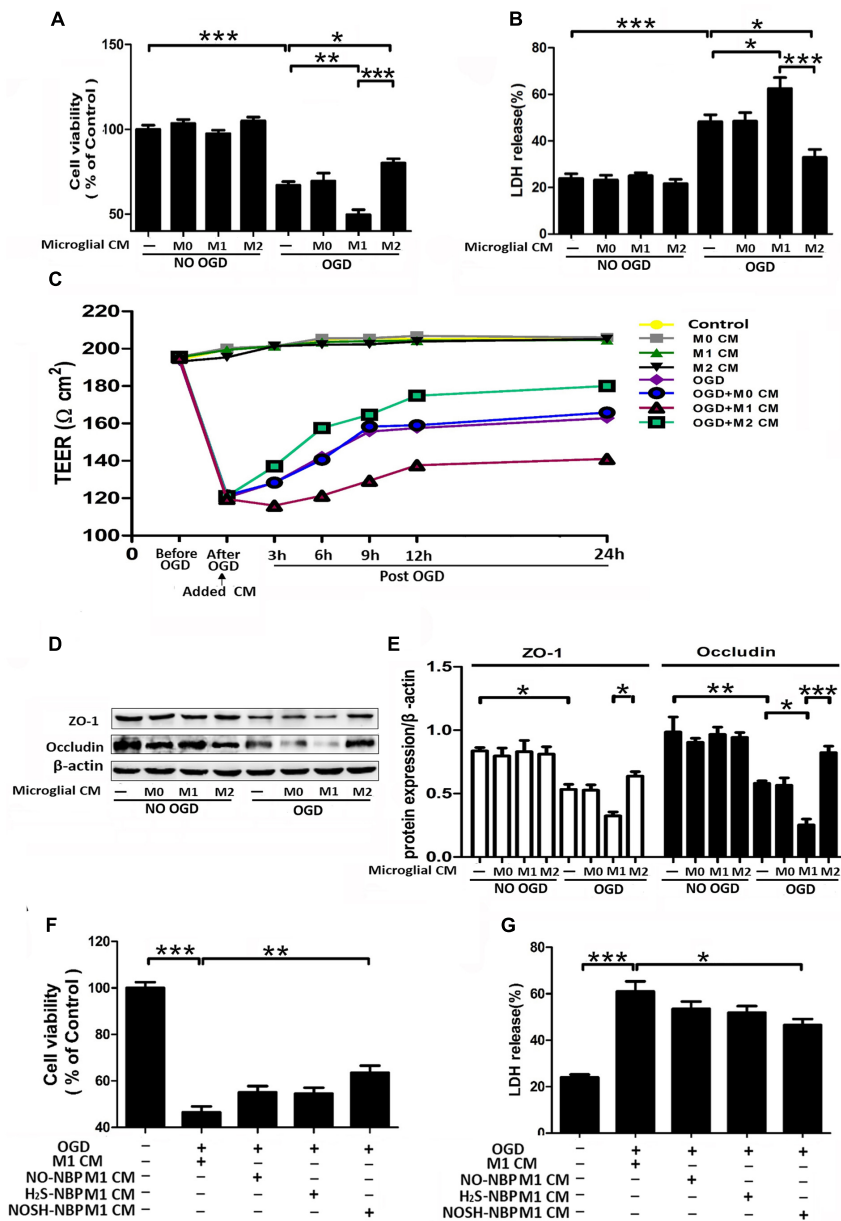 A
Cell viability
( % of Control)
100
50
***
*
**
***
Microglial CM
— M0 M1 M2 — M0 M1 M2
NO OGD OGD
B
LDH release(%)
80
60
40
20
0
***
*
*
***
Microglial CM
— M0 M1 M2 — M0 M1 M2
NO OGD OGD
C
TEER (Ω cm²)
220
200
180
160
140
120
100
0 Before OGD After OGD 3h 6h 9h 12h 24h
Added CM
Post OGD
Control
M0 CM
M1 CM
M2 CM
OGD
OGD+M0 CM
OGD+M1 CM
OGD+M2 CM
D
ZO-1
Occludin
β-actin
Microglial CM — M0 M1 M2 — M0 M1 M2
NO OGD OGD
E
ZO-1 Occludin
protein expression/β -actin
1.5
1.0
0.5
0.0
*
*
**
*
***
Microglial CM — M0 M1 M2 — M0 M1 M2 — M0 M1 M2 — M0 M1 M2
NO OGD OGD NO OGD OGD
F
Cell viability
( % of Control)
120
100
80
60
40
***
**
OGD — + + + +
M1 CM — + — — —
NO-NBPM1 CM — — + — —
H₂S-NBPM1 CM — — — + —
NOSH-NBPM1 CM — — — — +
G
LDH release(%)
80
60
40
20
0
***
*
OGD — + + + +
M1 CM — + — — —
NO-NBPM1 CM — — + — —
H₂S-NBPM1 CM — — — + —
NOSH-NBPM1 CM — — — — +